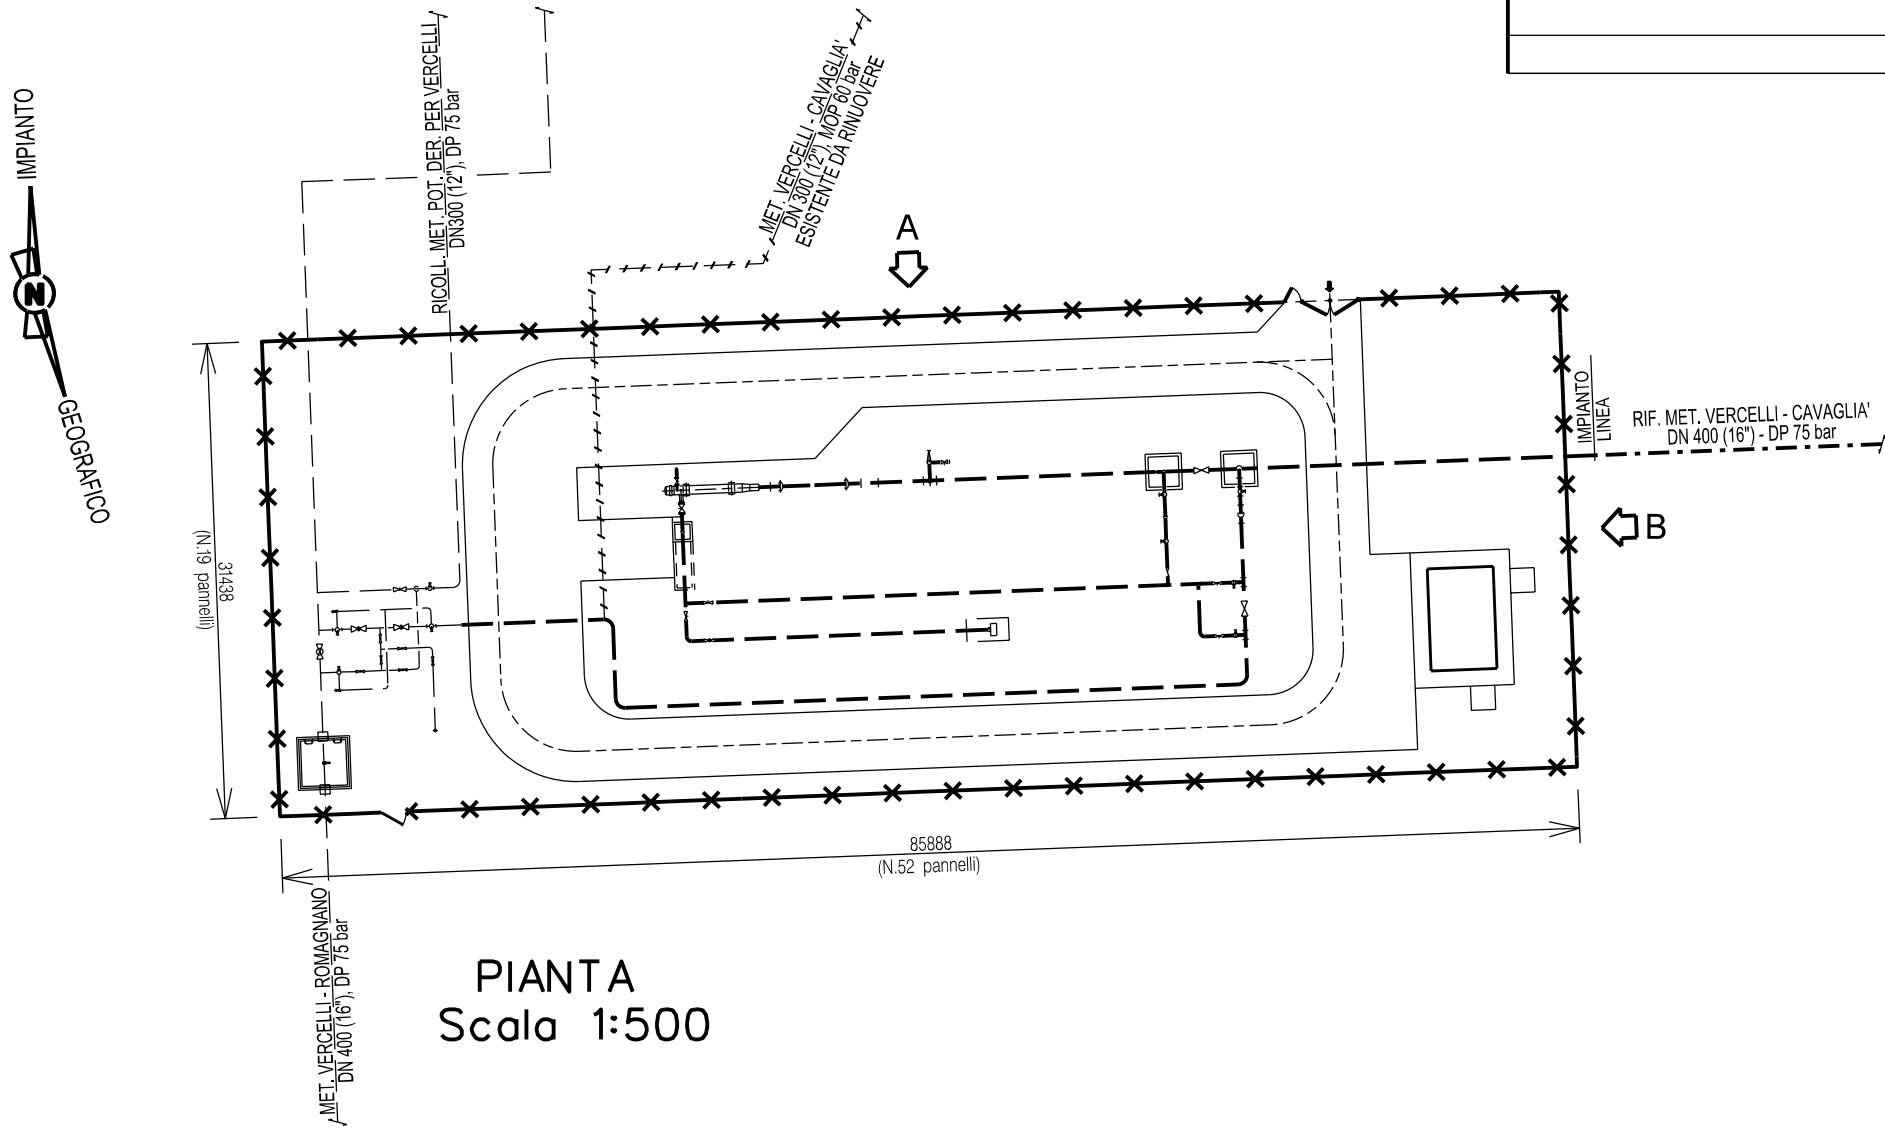 IMPIANTO
N
GEOGRAFICO
RICOLL. MET. POT. DER. PER VERCELLI
DN300 (12"), DP 75 bar
MET. VERCELLI - CAVAGLIA'
DN 300 (12"), MOP 60 bar
ESISTENTE DA RINUOVERE
A
IMPIANTO
LINEA
RIF. MET. VERCELLI - CAVAGLIA'
DN 400 (16") - DP 75 bar
B
31438
(N.19 pannelli)
85888
(N.52 pannelli)
MET. VERCELLI - ROMAGNANO
DN 400 (16"), DP 75 bar
PIANTA
Scala 1:500